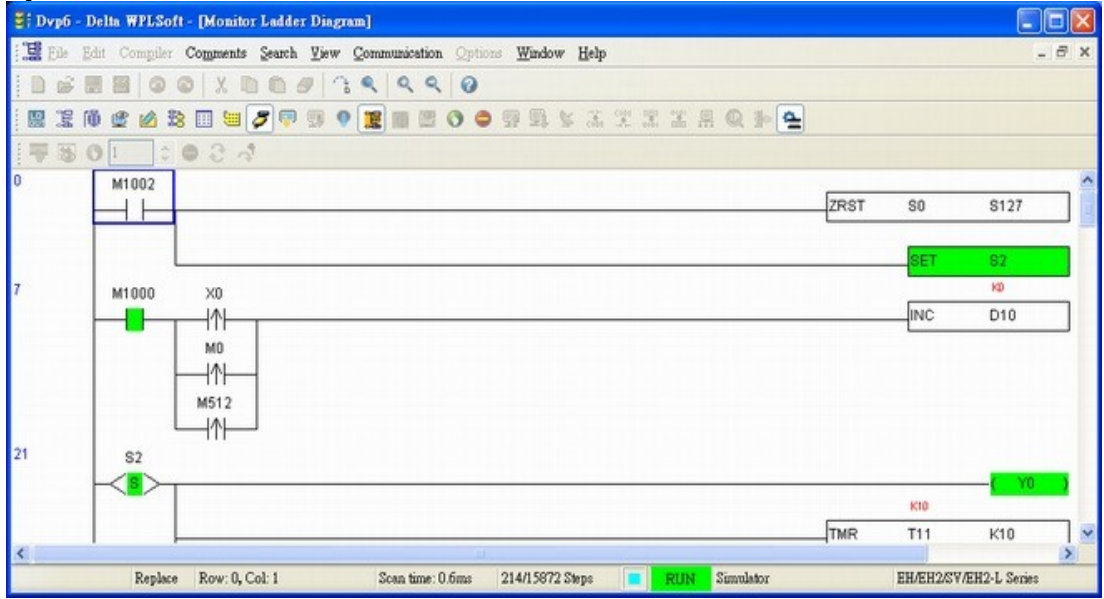 Dvp6 - Delta WPLSoft - [Monitor Ladder Diagram]
File Edit Compiler Comments Search View Communication Options Window Help
1
0 M1002 ZRST S0 S127
SET S2
7 M1000 X0 K0
INC D10
M0
M512
21 S2
S Y0
K10
TMR T11 K10
Replace Row: 0, Col: 1 Scan time: 0.6ms 214/15872 Steps RUN Simulator EH/EH2/SV/EH2-L Series